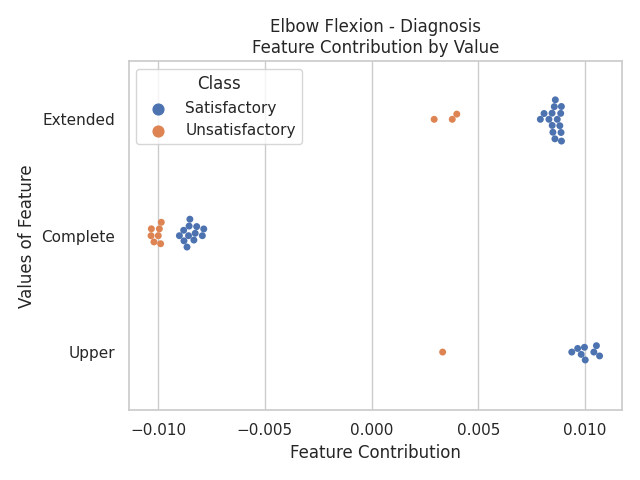 Elbow Flexion - Diagnosis
Feature Contribution by Value
Class
Satisfactory
Unsatisfactory
Values of Feature
Extended
Complete
Upper
−0.010
−0.005
0.000
0.005
0.010
Feature Contribution